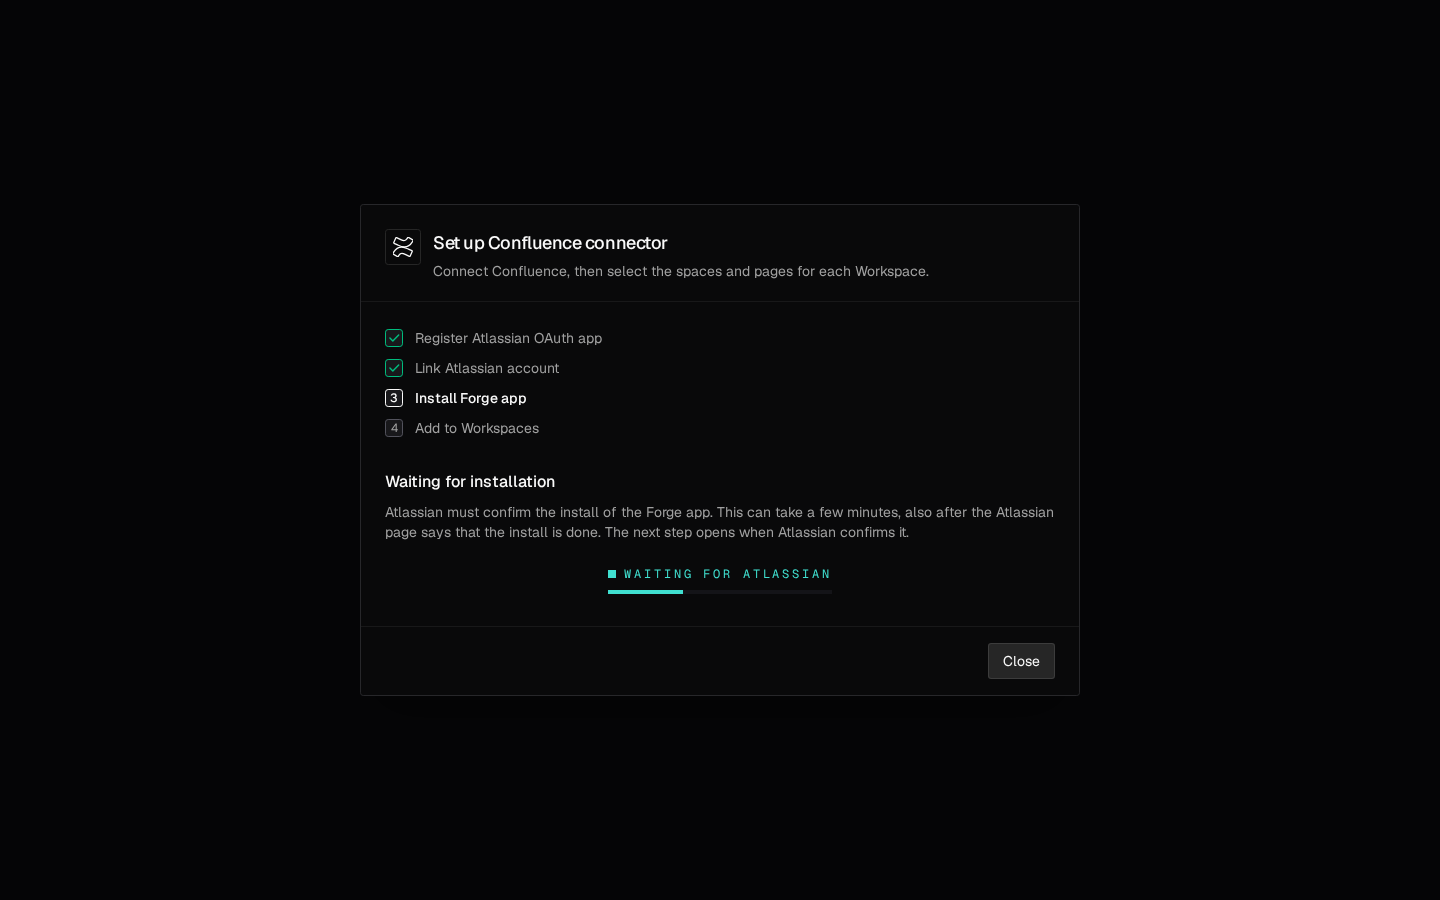 Set up Confluence connector
Connect Confluence, then select the spaces and pages for each Workspace.
Register Atlassian OAuth app
Link Atlassian account
3 Install Forge app
4 Add to Workspaces
Waiting for installation
Atlassian must confirm the install of the Forge app. This can take a few minutes, also after the Atlassian
page says that the install is done. The next step opens when Atlassian confirms it.
WAITING FOR ATLASSIAN
Close